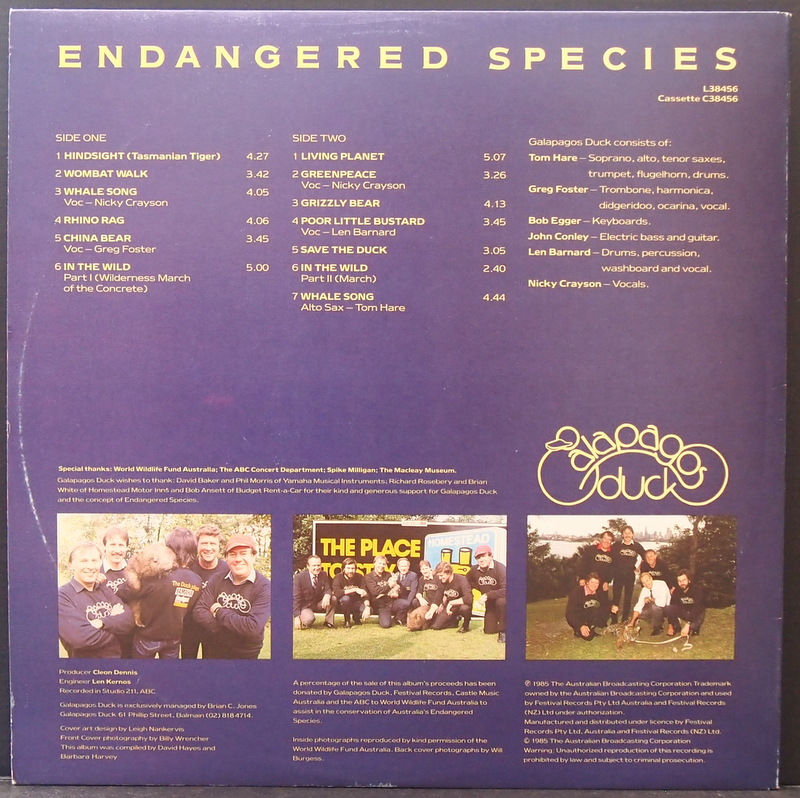 ENDANGERED SPECIES
L38456
Cassette C38456
SIDE ONE
1 HINDSIGHT (Tasmanian Tiger) 4.27
2 WOMBAT WALK 3.42
3 WHALE SONG 4.05
Voc – Nicky Crayson
4 RHINO RAG 4.06
5 CHINA BEAR 3.45
Voc – Greg Foster
6 IN THE WILD 5.00
Part I (Wilderness March
of the Concrete)
SIDE TWO
1 LIVING PLANET 5.07
2 GREENPEACE 3.26
Voc – Nicky Crayson
3 GRIZZLY BEAR 4.13
4 POOR LITTLE BUSTARD 3.45
Voc – Len Barnard
5 SAVE THE DUCK 3.05
6 IN THE WILD 2.40
Part II (March)
7 WHALE SONG 4.44
Alto Sax – Tom Hare
Galapagos Duck consists of:
Tom Hare – Soprano, alto, tenor saxes,
trumpet, flugelhorn, drums.
Greg Foster – Trombone, harmonica,
didgeridoo, ocarina, vocal.
Bob Egger – Keyboards.
John Conley – Electric bass and guitar.
Len Barnard – Drums, percussion,
washboard and vocal.
Nicky Crayson – Vocals.
Galapagos
duck
Special thanks: World Wildlife Fund Australia; The ABC Concert Department; Spike Milligan; The Macleay Museum.
Galapagos Duck wishes to thank: David Baker and Phil Morris of Yamaha Musical Instruments; Richard Rosebery and Brian
White of Homestead Motor Inns and Bob Ansett of Budget Rent-a-Car for their kind and generous support for Galapagos Duck
and the concept of Endangered Species.
THE PLACE
HOMESTEAD
Producer Cleon Dennis
Engineer Len Kernos
Recorded in Studio 211, ABC
Galapagos Duck is exclusively managed by Brian C. Jones
Galapagos Duck. 61 Phillip Street, Balmain (02) 818 4714.
Cover art design by Leigh Nankervis
Front Cover photography by Billy Wrencher
This album was compiled by David Hayes and
Barbara Harvey
A percentage of the sale of this album's proceeds has been
donated by Galapagos Duck, Festival Records, Castle Music
Australia and the ABC to World Wildlife Fund Australia to
assist in the conservation of Australia's Endangered
Species.
Inside photographs reproduced by kind permission of the
World Wildlife Fund Australia. Back cover photographs by Will
Burgess.
℗ 1985 The Australian Broadcasting Corporation Trademark
owned by the Australian Broadcasting Corporation and used
by Festival Records Pty Ltd Australia and Festival Records
(NZ) Ltd under authorization.
Manufactured and distributed under licence by Festival
Records Pty Ltd, Australia and Festival Records (NZ) Ltd.
© 1985 The Australian Broadcasting Corporation
Warning; Unauthorized reproduction of this recording is
prohibited by law and subject to criminal prosecution.